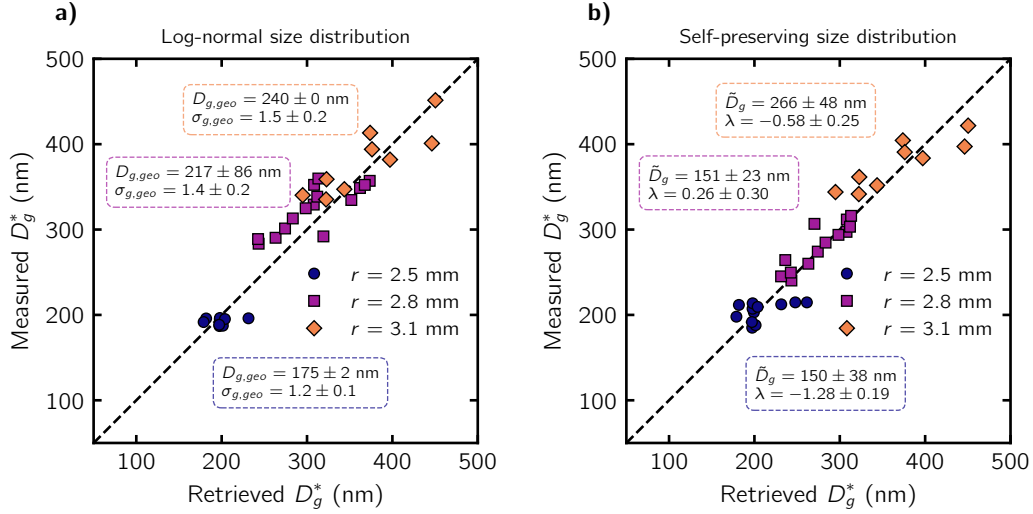 a)
Log-normal size distribution
500
400
300
200
100
100
200
300
400
500
Measured D*g (nm)
Retrieved D*g (nm)
Dg,geo = 240 ± 0 nm
σg,geo = 1.5 ± 0.2
Dg,geo = 217 ± 86 nm
σg,geo = 1.4 ± 0.2
r = 2.5 mm
r = 2.8 mm
r = 3.1 mm
Dg,geo = 175 ± 2 nm
σg,geo = 1.2 ± 0.1
b)
Self-preserving size distribution
500
400
300
200
100
100
200
300
400
500
Measured D*g (nm)
Retrieved D*g (nm)
D̃g = 266 ± 48 nm
λ = −0.58 ± 0.25
D̃g = 151 ± 23 nm
λ = 0.26 ± 0.30
r = 2.5 mm
r = 2.8 mm
r = 3.1 mm
D̃g = 150 ± 38 nm
λ = −1.28 ± 0.19